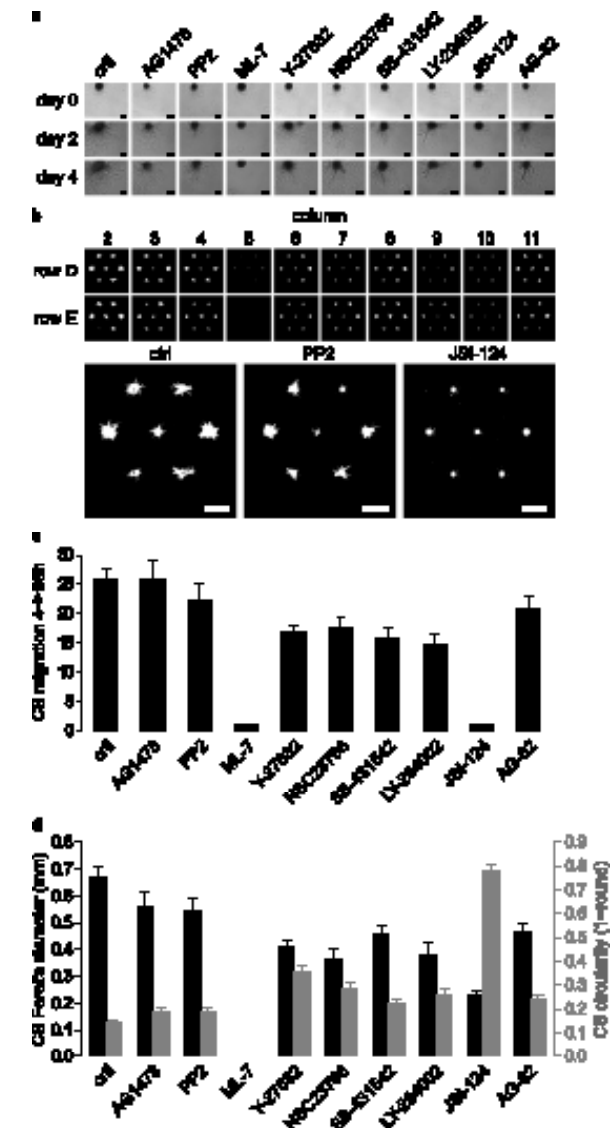 ctrl AG1478 PP2 ML-7 Y-27632 NSC23766 SB-431542 LY-294002 JSI-124 AG-82
day 0
day 2
day 4
b
column
2 3 4 5 6 7 8 9 10 11
row D
row E
ctrl PP2 JSI-124
30
25
20
15
10
5
0
ctrl AG1478 PP2 ML-7 Y-27632 NSC23766 SB-431542 LY-294002 JSI-124 AG-82
d
CS Feret's diameter (mm)
0.8
0.7
0.6
0.5
0.4
0.3
0.2
0.1
0.0
0.9
0.8
0.7
0.6
0.5
0.4
0.3
0.2
0.1
0.0
CS circularity (1=round)
ctrl AG1478 PP2 ML-7 Y-27632 NSC23766 SB-431542 LY-294002 JSI-124 AG-82